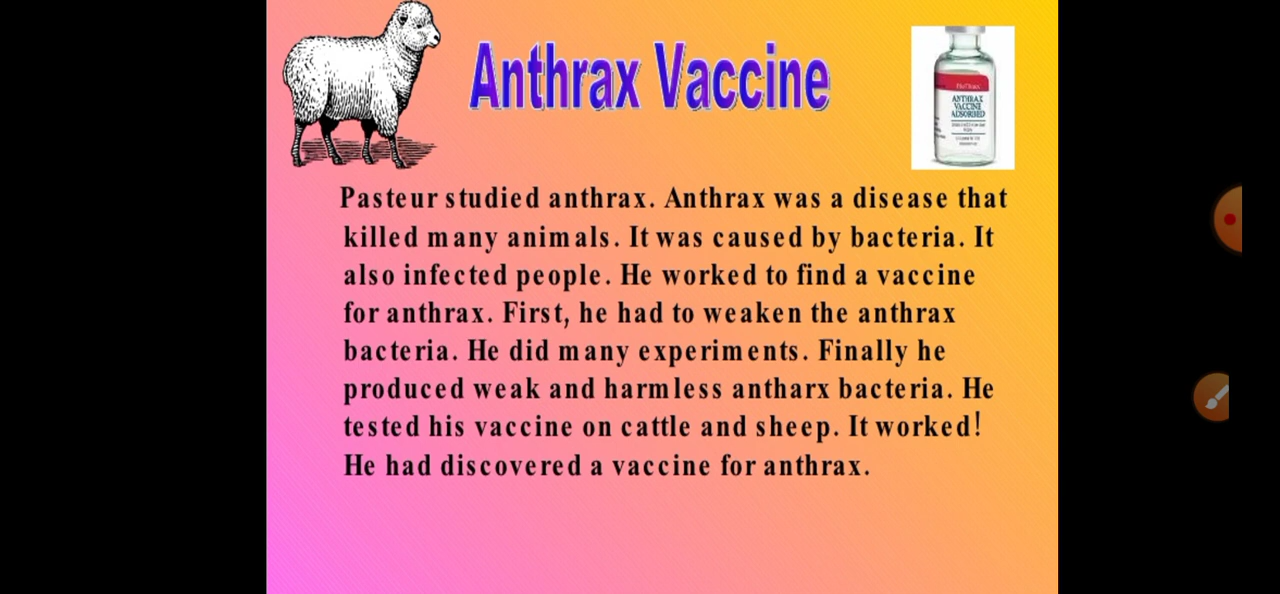 Anthrax Vaccine
ANTHRAX
VACCINE
ADSORBED
Pasteur studied anthrax. Anthrax was a disease that
killed many animals. It was caused by bacteria. It
also infected people. He worked to find a vaccine
for anthrax. First, he had to weaken the anthrax
bacteria. He did many experiments. Finally he
produced weak and harmless antharx bacteria. He
tested his vaccine on cattle and sheep. It worked!
He had discovered a vaccine for anthrax.